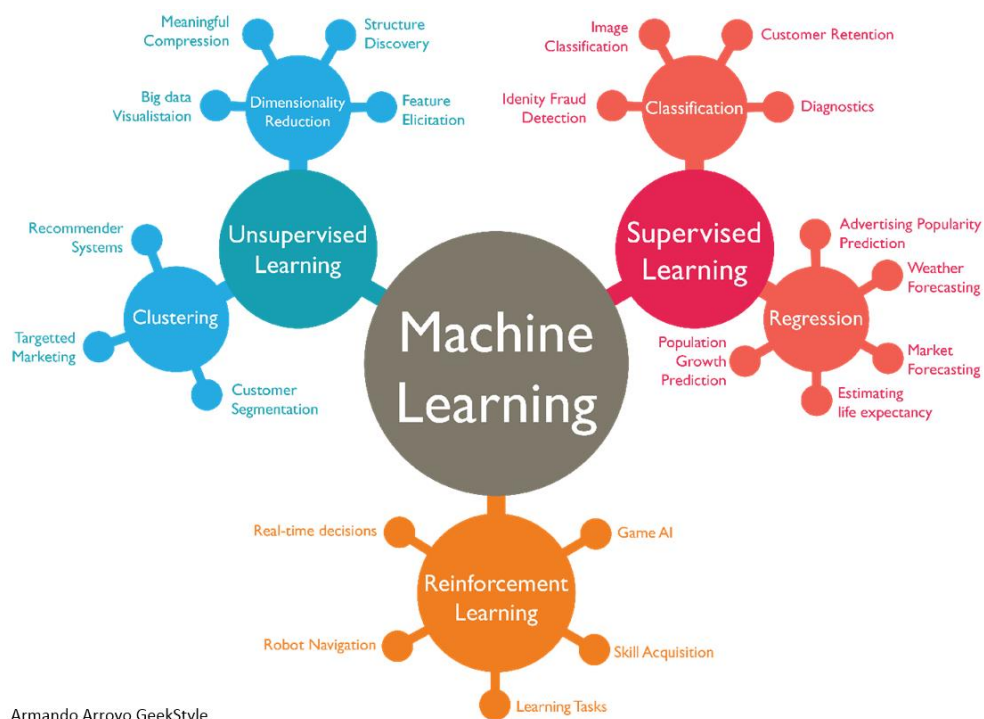 Meaningful
Compression
Structure
Discovery
Big data
Visualistaion
Dimensionality
Reduction
Feature
Elicitation
Unsupervised
Learning
Recommender
Systems
Clustering
Targetted
Marketing
Customer
Segmentation
Machine
Learning
Image
Classification
Customer Retention
Idenity Fraud
Detection
Classification
Diagnostics
Supervised
Learning
Advertising Popularity
Prediction
Weather
Forecasting
Regression
Population
Growth
Prediction
Market
Forecasting
Estimating
life expectancy
Real-time decisions
Game AI
Reinforcement
Learning
Robot Navigation
Skill Acquisition
Learning Tasks
Armando Arroyo GeekStyle